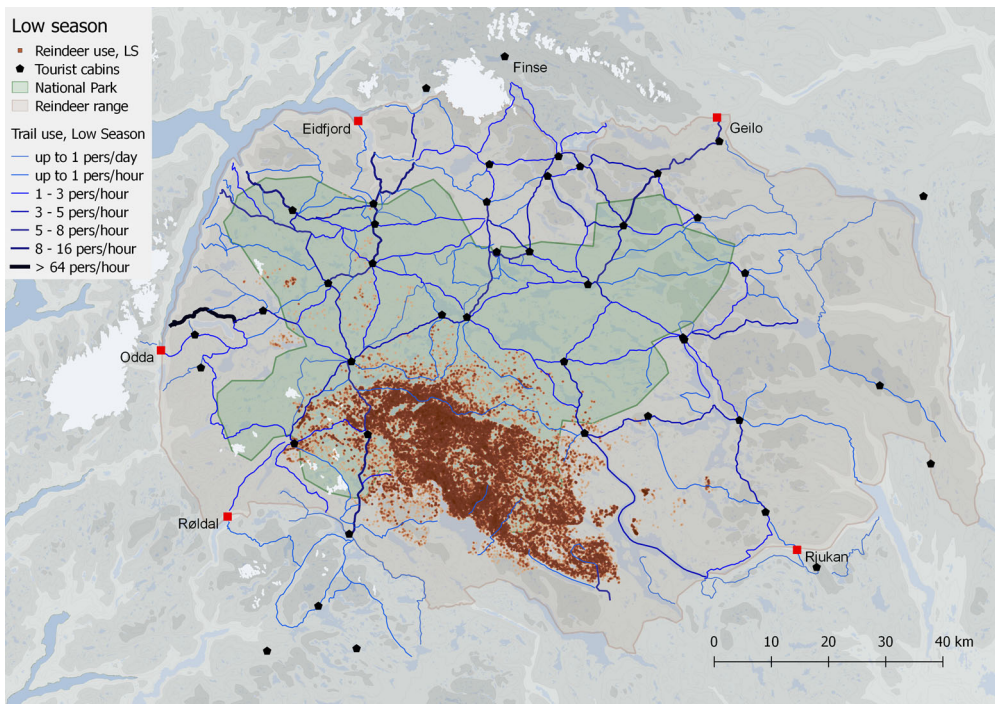 Low season
Reindeer use, LS
Tourist cabins
National Park
Reindeer range
Trail use, Low Season
up to 1 pers/day
up to 1 pers/hour
1 - 3 pers/hour
3 - 5 pers/hour
5 - 8 pers/hour
8 - 16 pers/hour
> 64 pers/hour
Finse
Eidfjord
Geilo
Odda
Røldal
Rjukan
0 10 20 30 40 km